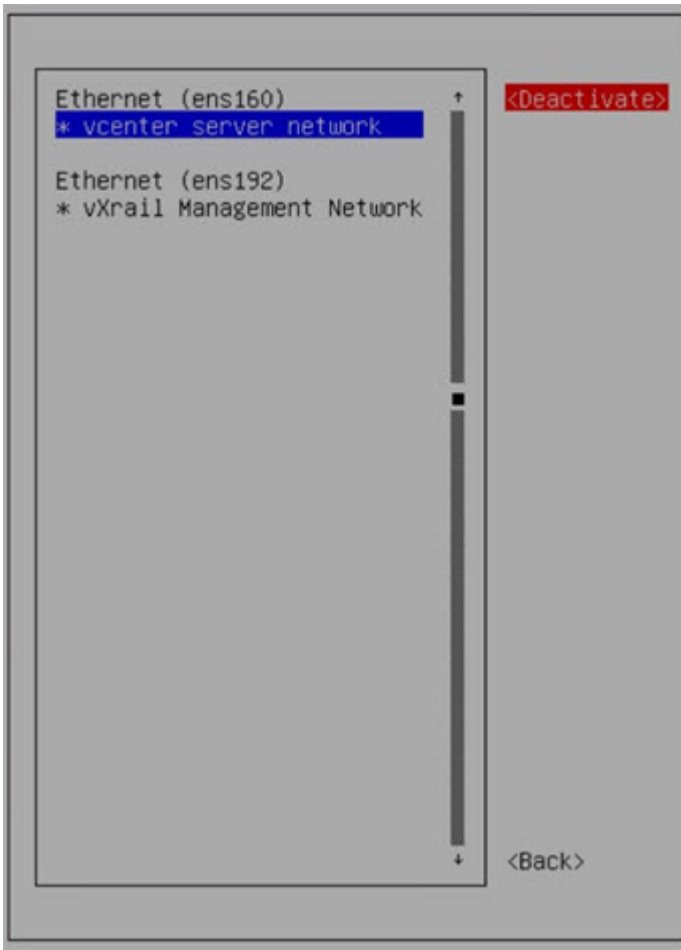 Ethernet (ens160)
* vcenter server network
Ethernet (ens192)
* vXrail Management Network
<Deactivate>
<Back>